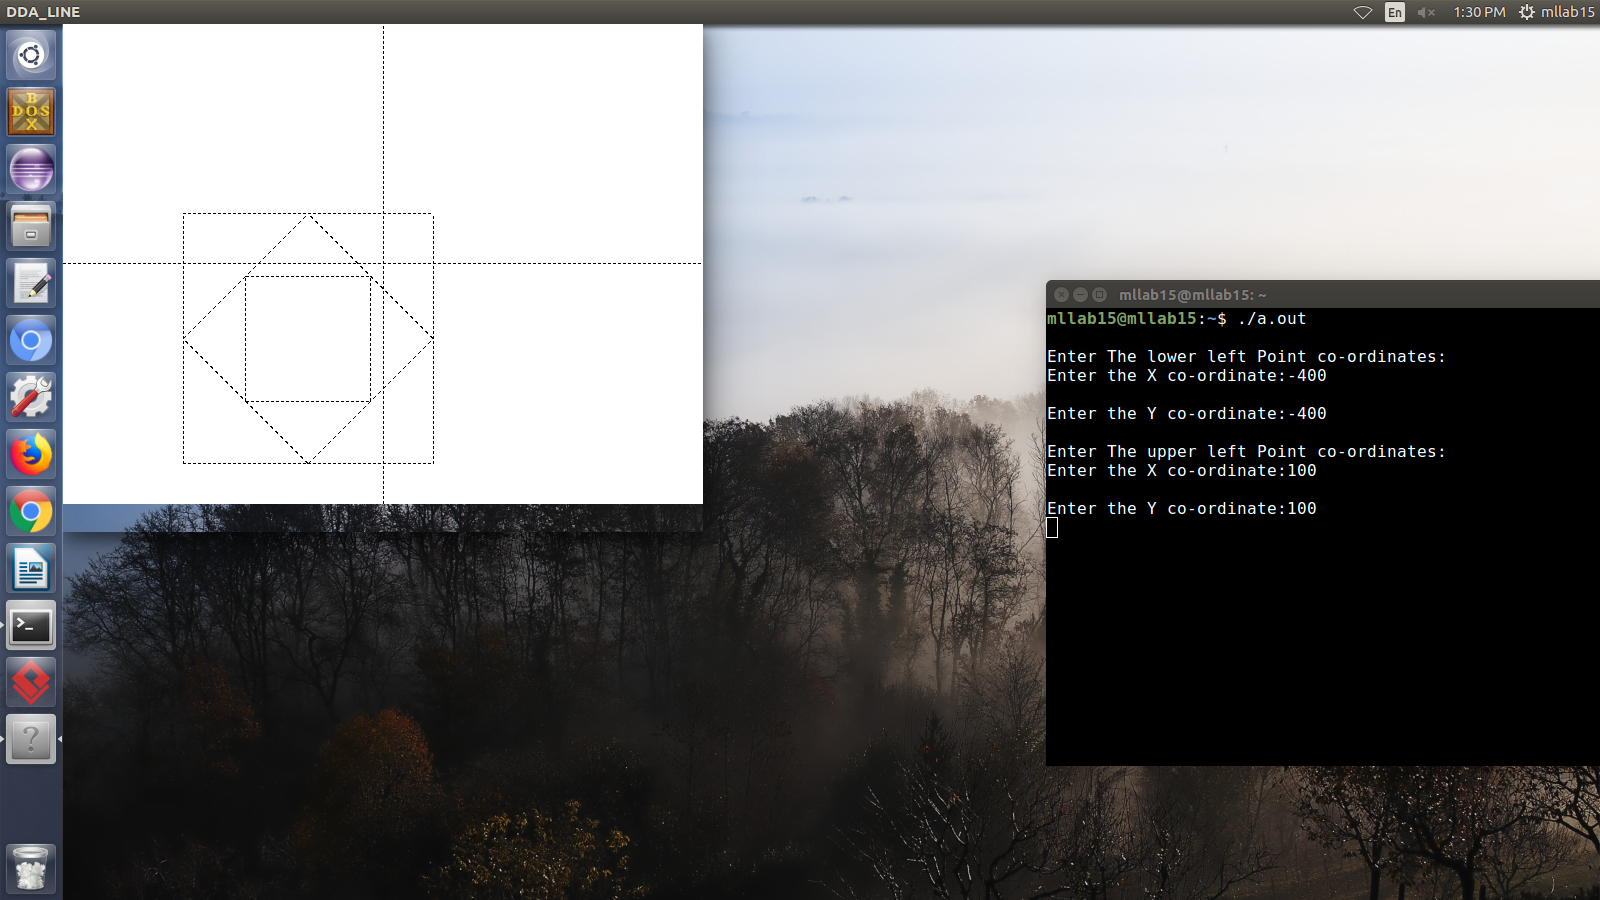 DDA_LINE
En
1:30 PM
mllab15
B
DOS
X
mllab15@mllab15: ~
mllab15@mllab15:~$ ./a.out
Enter The lower left Point co-ordinates:
Enter the X co-ordinate:-400
Enter the Y co-ordinate:-400
Enter The upper left Point co-ordinates:
Enter the X co-ordinate:100
Enter the Y co-ordinate:100
>_
?